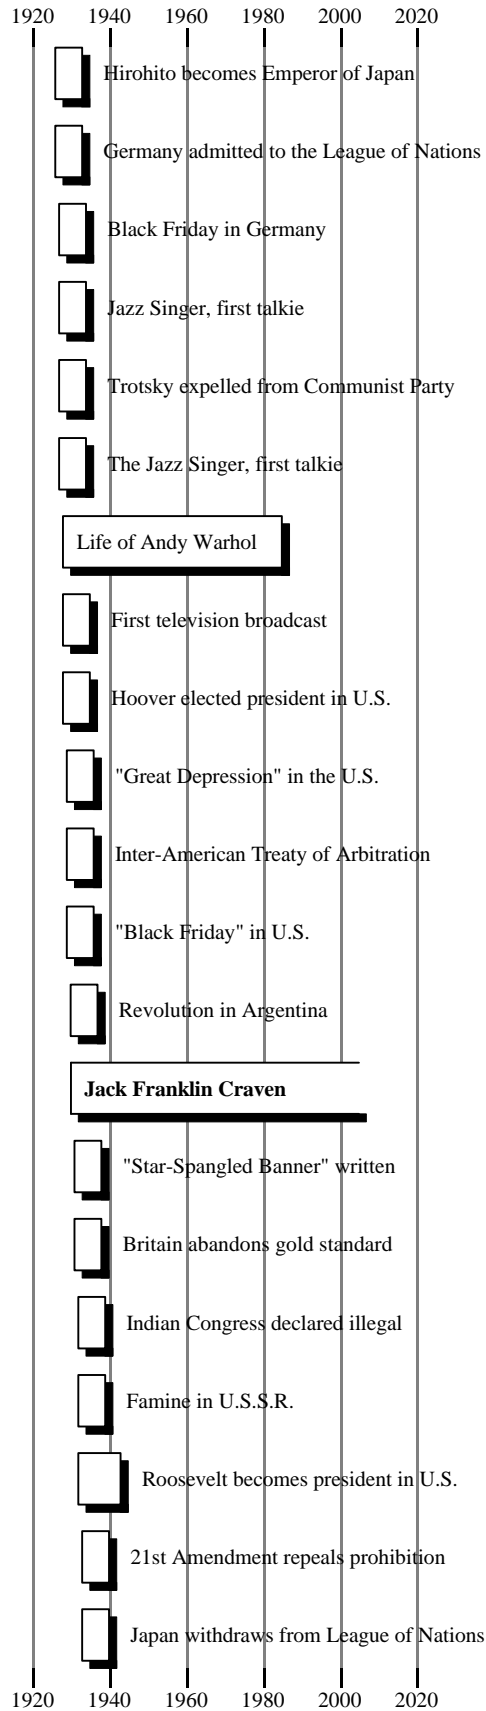 1920 1940 1960 1980 2000 2020
Hirohito becomes Emperor of Japan
Germany admitted to the League of Nations
Black Friday in Germany
Jazz Singer, first talkie
Trotsky expelled from Communist Party
The Jazz Singer, first talkie
Life of Andy Warhol
First television broadcast
Hoover elected president in U.S.
"Great Depression" in the U.S.
Inter-American Treaty of Arbitration
"Black Friday" in U.S.
Revolution in Argentina
Jack Franklin Craven
"Star-Spangled Banner" written
Britain abandons gold standard
Indian Congress declared illegal
Famine in U.S.S.R.
Roosevelt becomes president in U.S.
21st Amendment repeals prohibition
Japan withdraws from League of Nations
1920 1940 1960 1980 2000 2020